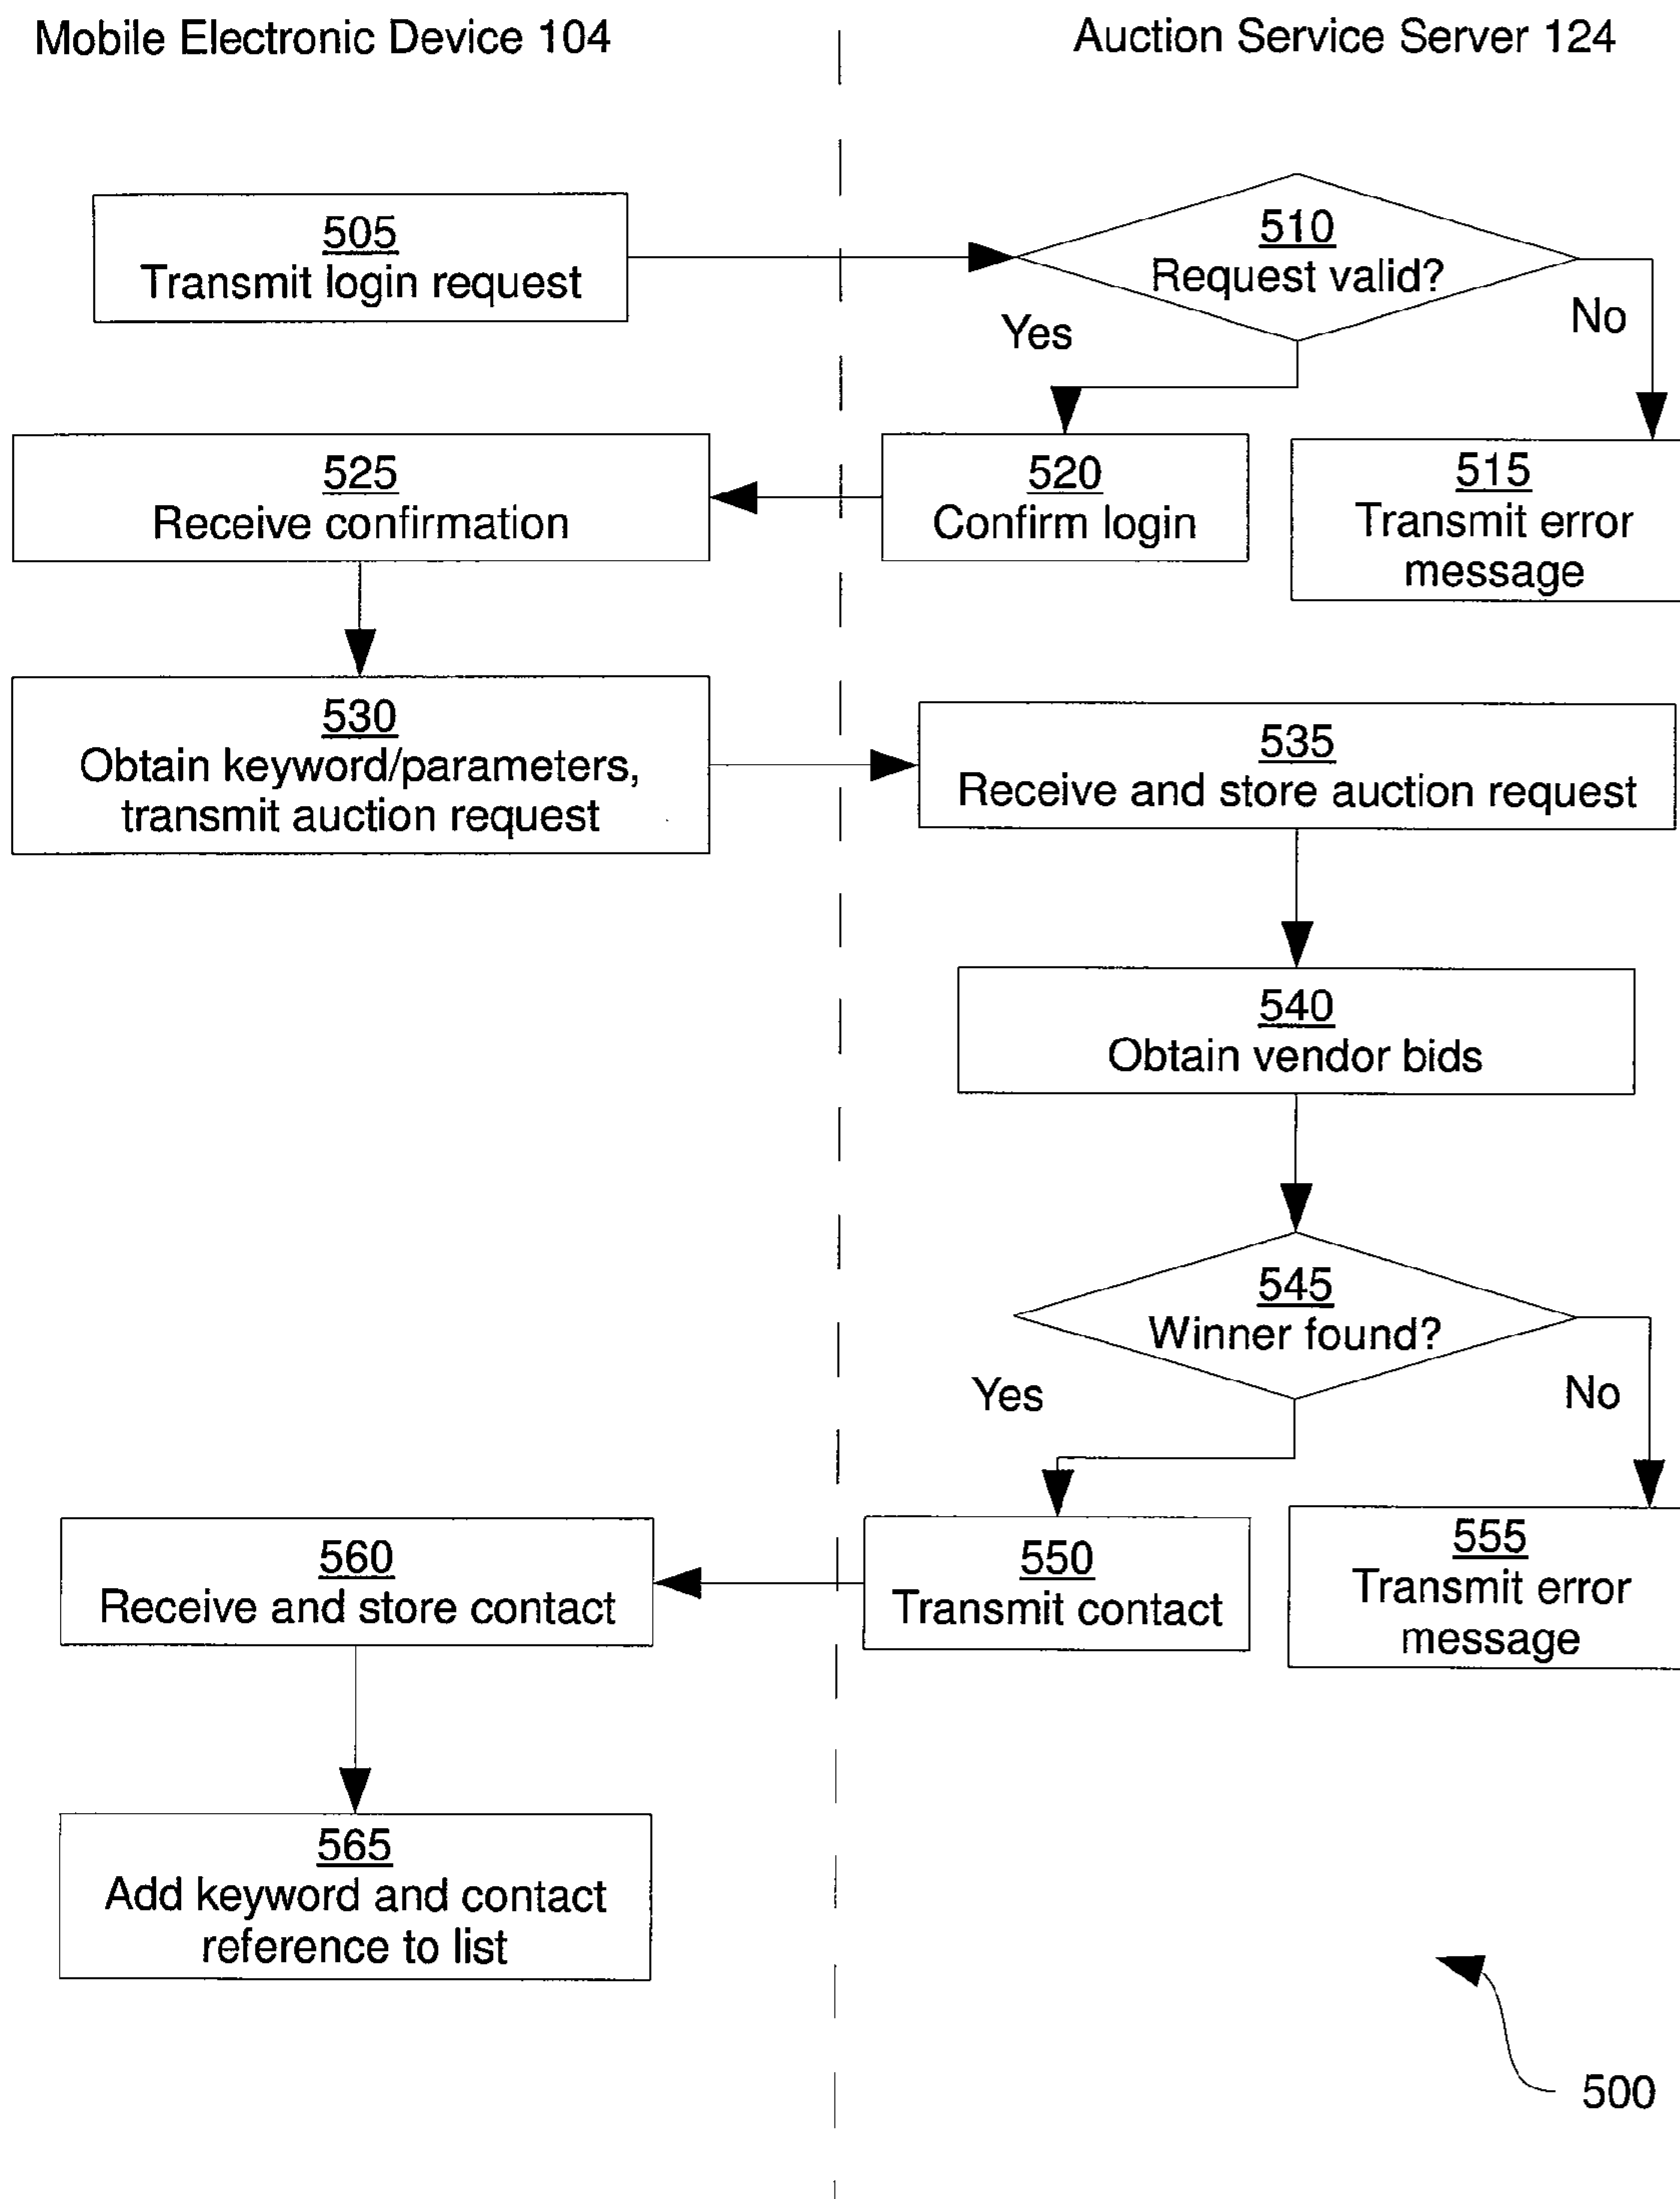 Mobile Electronic Device 104
Auction Service Server 124
505
Transmit login request
510
Request valid?
Yes
No
525
Receive confirmation
520
Confirm login
515
Transmit error
message
530
Obtain keyword/parameters,
transmit auction request
535
Receive and store auction request
540
Obtain vendor bids
545
Winner found?
Yes
No
560
Receive and store contact
550
Transmit contact
555
Transmit error
message
565
Add keyword and contact
reference to list
500